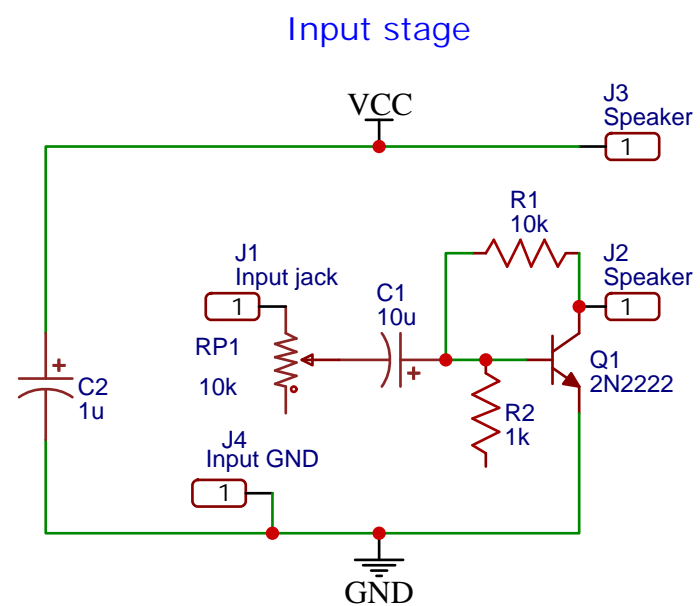 Input stage
VCC
J3
Speaker
1
R1
10k
J1
Input jack
1
J2
Speaker
1
C1
10u
RP1
10k
Q1
2N2222
C2
1u
R2
1k
J4
Input GND
1
GND